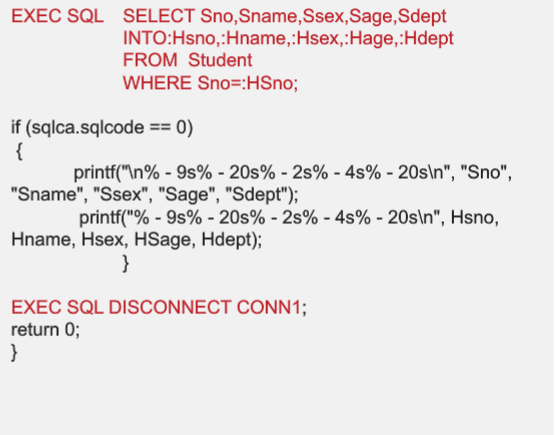 EXEC SQL SELECT Sno,Sname,Ssex,Sage,Sdept
INTO:Hsno,:Hname,:Hsex,:Hage,:Hdept
FROM Student
WHERE Sno=:HSno;
if (sqlca.sqlcode == 0)
{
printf("\n% - 9s% - 20s% - 2s% - 4s% - 20s\n", "Sno",
"Sname", "Ssex", "Sage", "Sdept");
printf("% - 9s% - 20s% - 2s% - 4s% - 20s\n", Hsno,
Hname, Hsex, HSage, Hdept);
}
EXEC SQL DISCONNECT CONN1;
return 0;
}